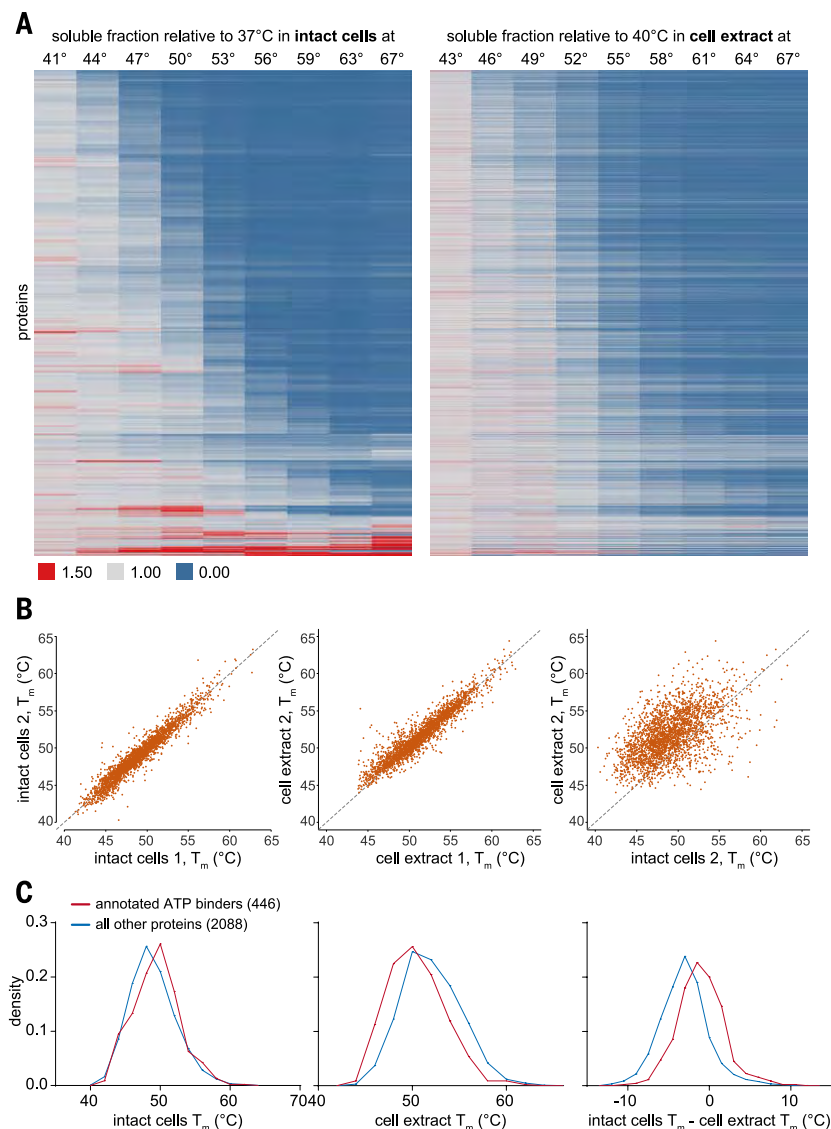 A
soluble fraction relative to 37°C in intact cells at
41° 44° 47° 50° 53° 56° 59° 63° 67°
soluble fraction relative to 40°C in cell extract at
43° 46° 49° 52° 55° 58° 61° 64° 67°
proteins
1.50 1.00 0.00
B
65
60
55
50
45
40
intact cells 2, Tm (°C)
40 45 50 55 60 65
intact cells 1, Tm (°C)
65
60
55
50
45
40
cell extract 2, Tm (°C)
40 45 50 55 60 65
cell extract 1, Tm (°C)
65
60
55
50
45
40
cell extract 2, Tm (°C)
40 45 50 55 60 65
intact cells 2, Tm (°C)
C
annotated ATP binders (446)
all other proteins (2088)
0.3
0.2
0.1
0.0
density
40 50 60 70
intact cells Tm (°C)
40 50 60
cell extract Tm (°C)
-10 0 10
intact cells Tm - cell extract Tm (°C)